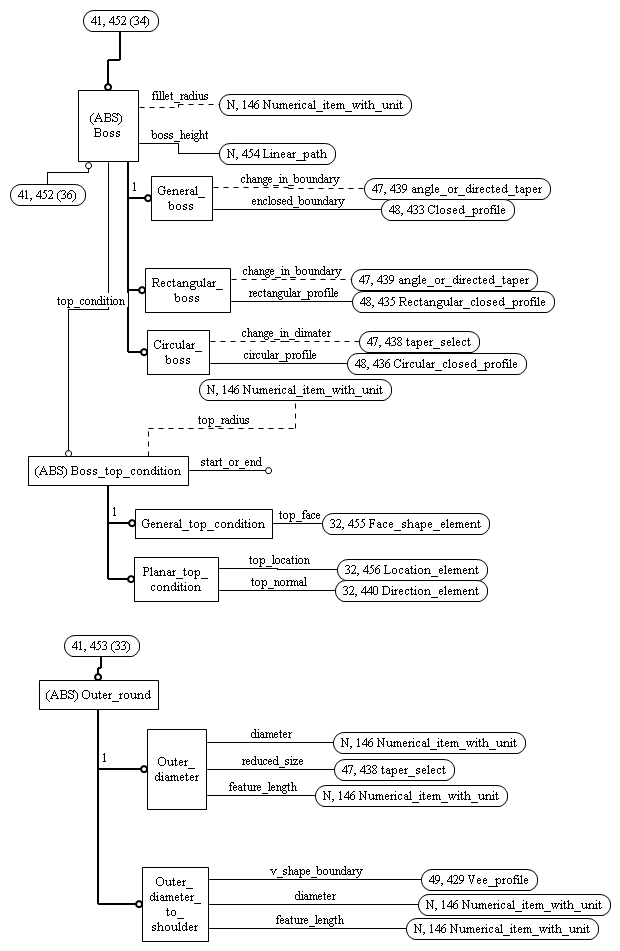 41, 452 (34)
fillet_radius
N, 146 Numerical_item_with_unit
(ABS)
Boss
boss_height
N, 454 Linear_path
41, 452 (36)
1
General_
boss
change_in_boundary
47, 439 angle_or_directed_taper
enclosed_boundary
48, 433 Closed_profile
Rectangular_
boss
change_in_boundary
47, 439 angle_or_directed_taper
rectangular_profile
48, 435 Rectangular_closed_profile
top_condition
Circular_
boss
change_in_dimater
47, 438 taper_select
circular_profile
48, 436 Circular_closed_profile
N, 146 Numerical_item_with_unit
top_radius
(ABS) Boss_top_condition
start_or_end
1
General_top_condition
top_face
32, 455 Face_shape_element
Planar_top_
condition
top_location
32, 456 Location_element
top_normal
32, 440 Direction_element
41, 453 (33)
(ABS) Outer_round
1
Outer_
diameter
diameter
N, 146 Numerical_item_with_unit
reduced_size
47, 438 taper_select
feature_length
N, 146 Numerical_item_with_unit
Outer_
diameter_
to_
shoulder
v_shape_boundary
49, 429 Vee_profile
diameter
N, 146 Numerical_item_with_unit
feature_length
N, 146 Numerical_item_with_unit